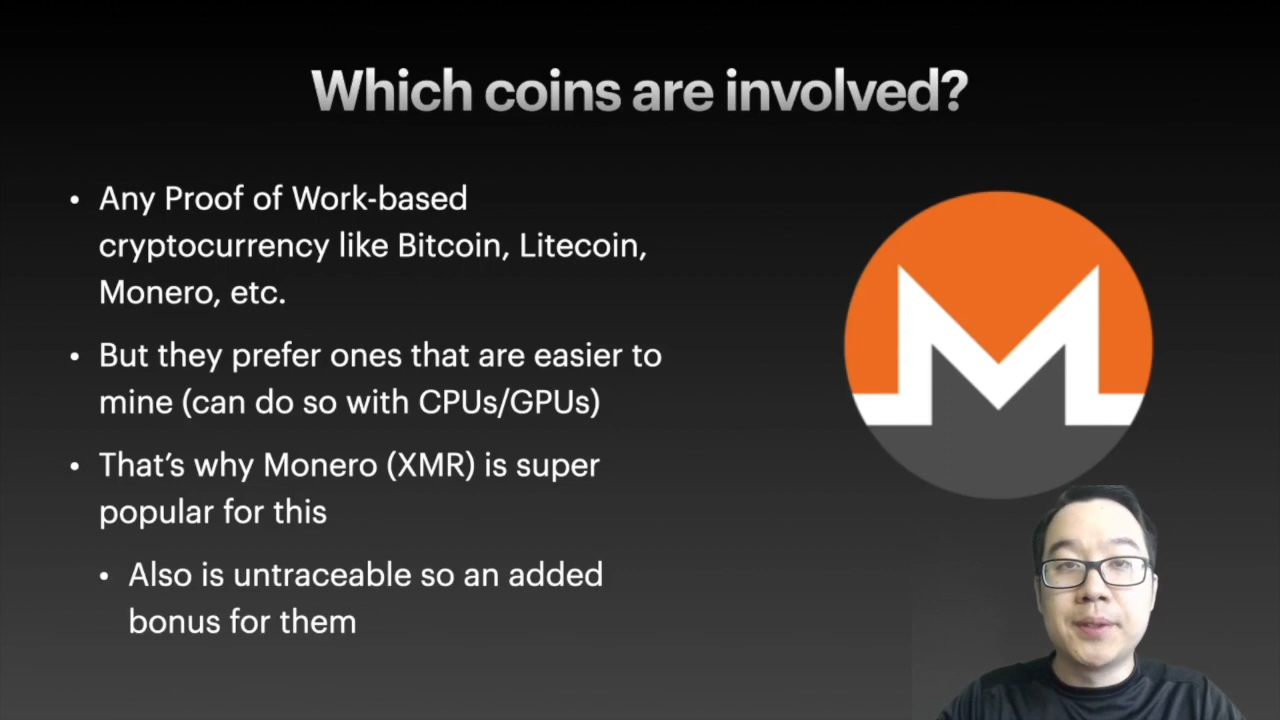 Which coins are involved?
• Any Proof of Work-based
cryptocurrency like Bitcoin, Litecoin,
Monero, etc.
• But they prefer ones that are easier to
mine (can do so with CPUs/GPUs)
• That's why Monero (XMR) is super
popular for this
• Also is untraceable so an added
bonus for them